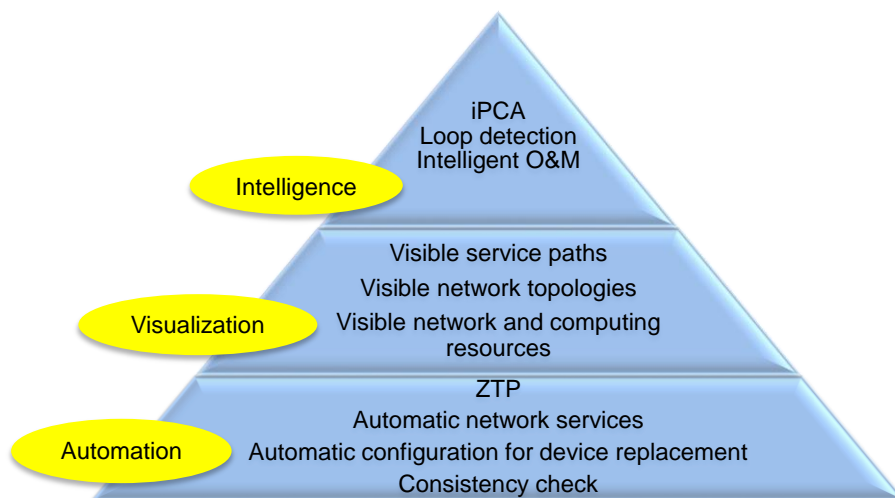 iPCA
Loop detection
Intelligent O&M
Intelligence
Visible service paths
Visible network topologies
Visualization
Visible network and computing
resources
ZTP
Automatic network services
Automation
Automatic configuration for device replacement
Consistency check